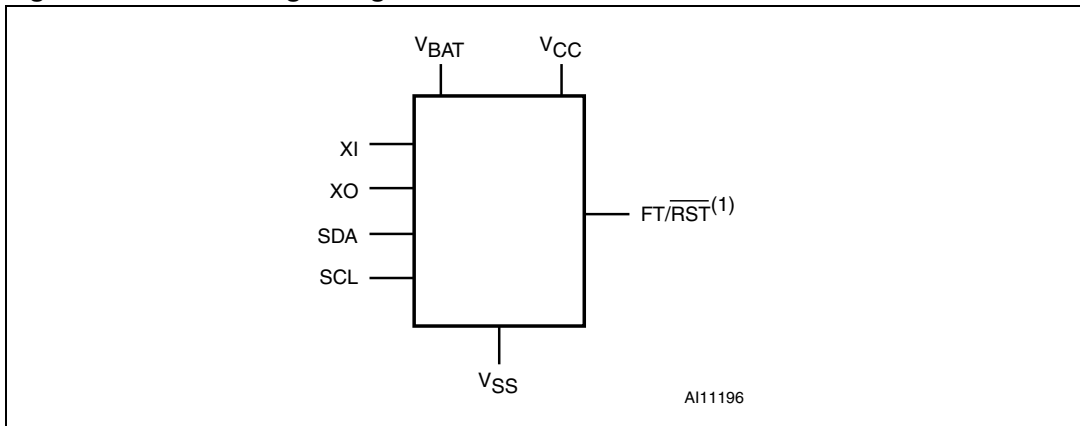 VBAT
VCC
XI
XO
SDA
SCL
FT/RST(1)
VSS
AI11196